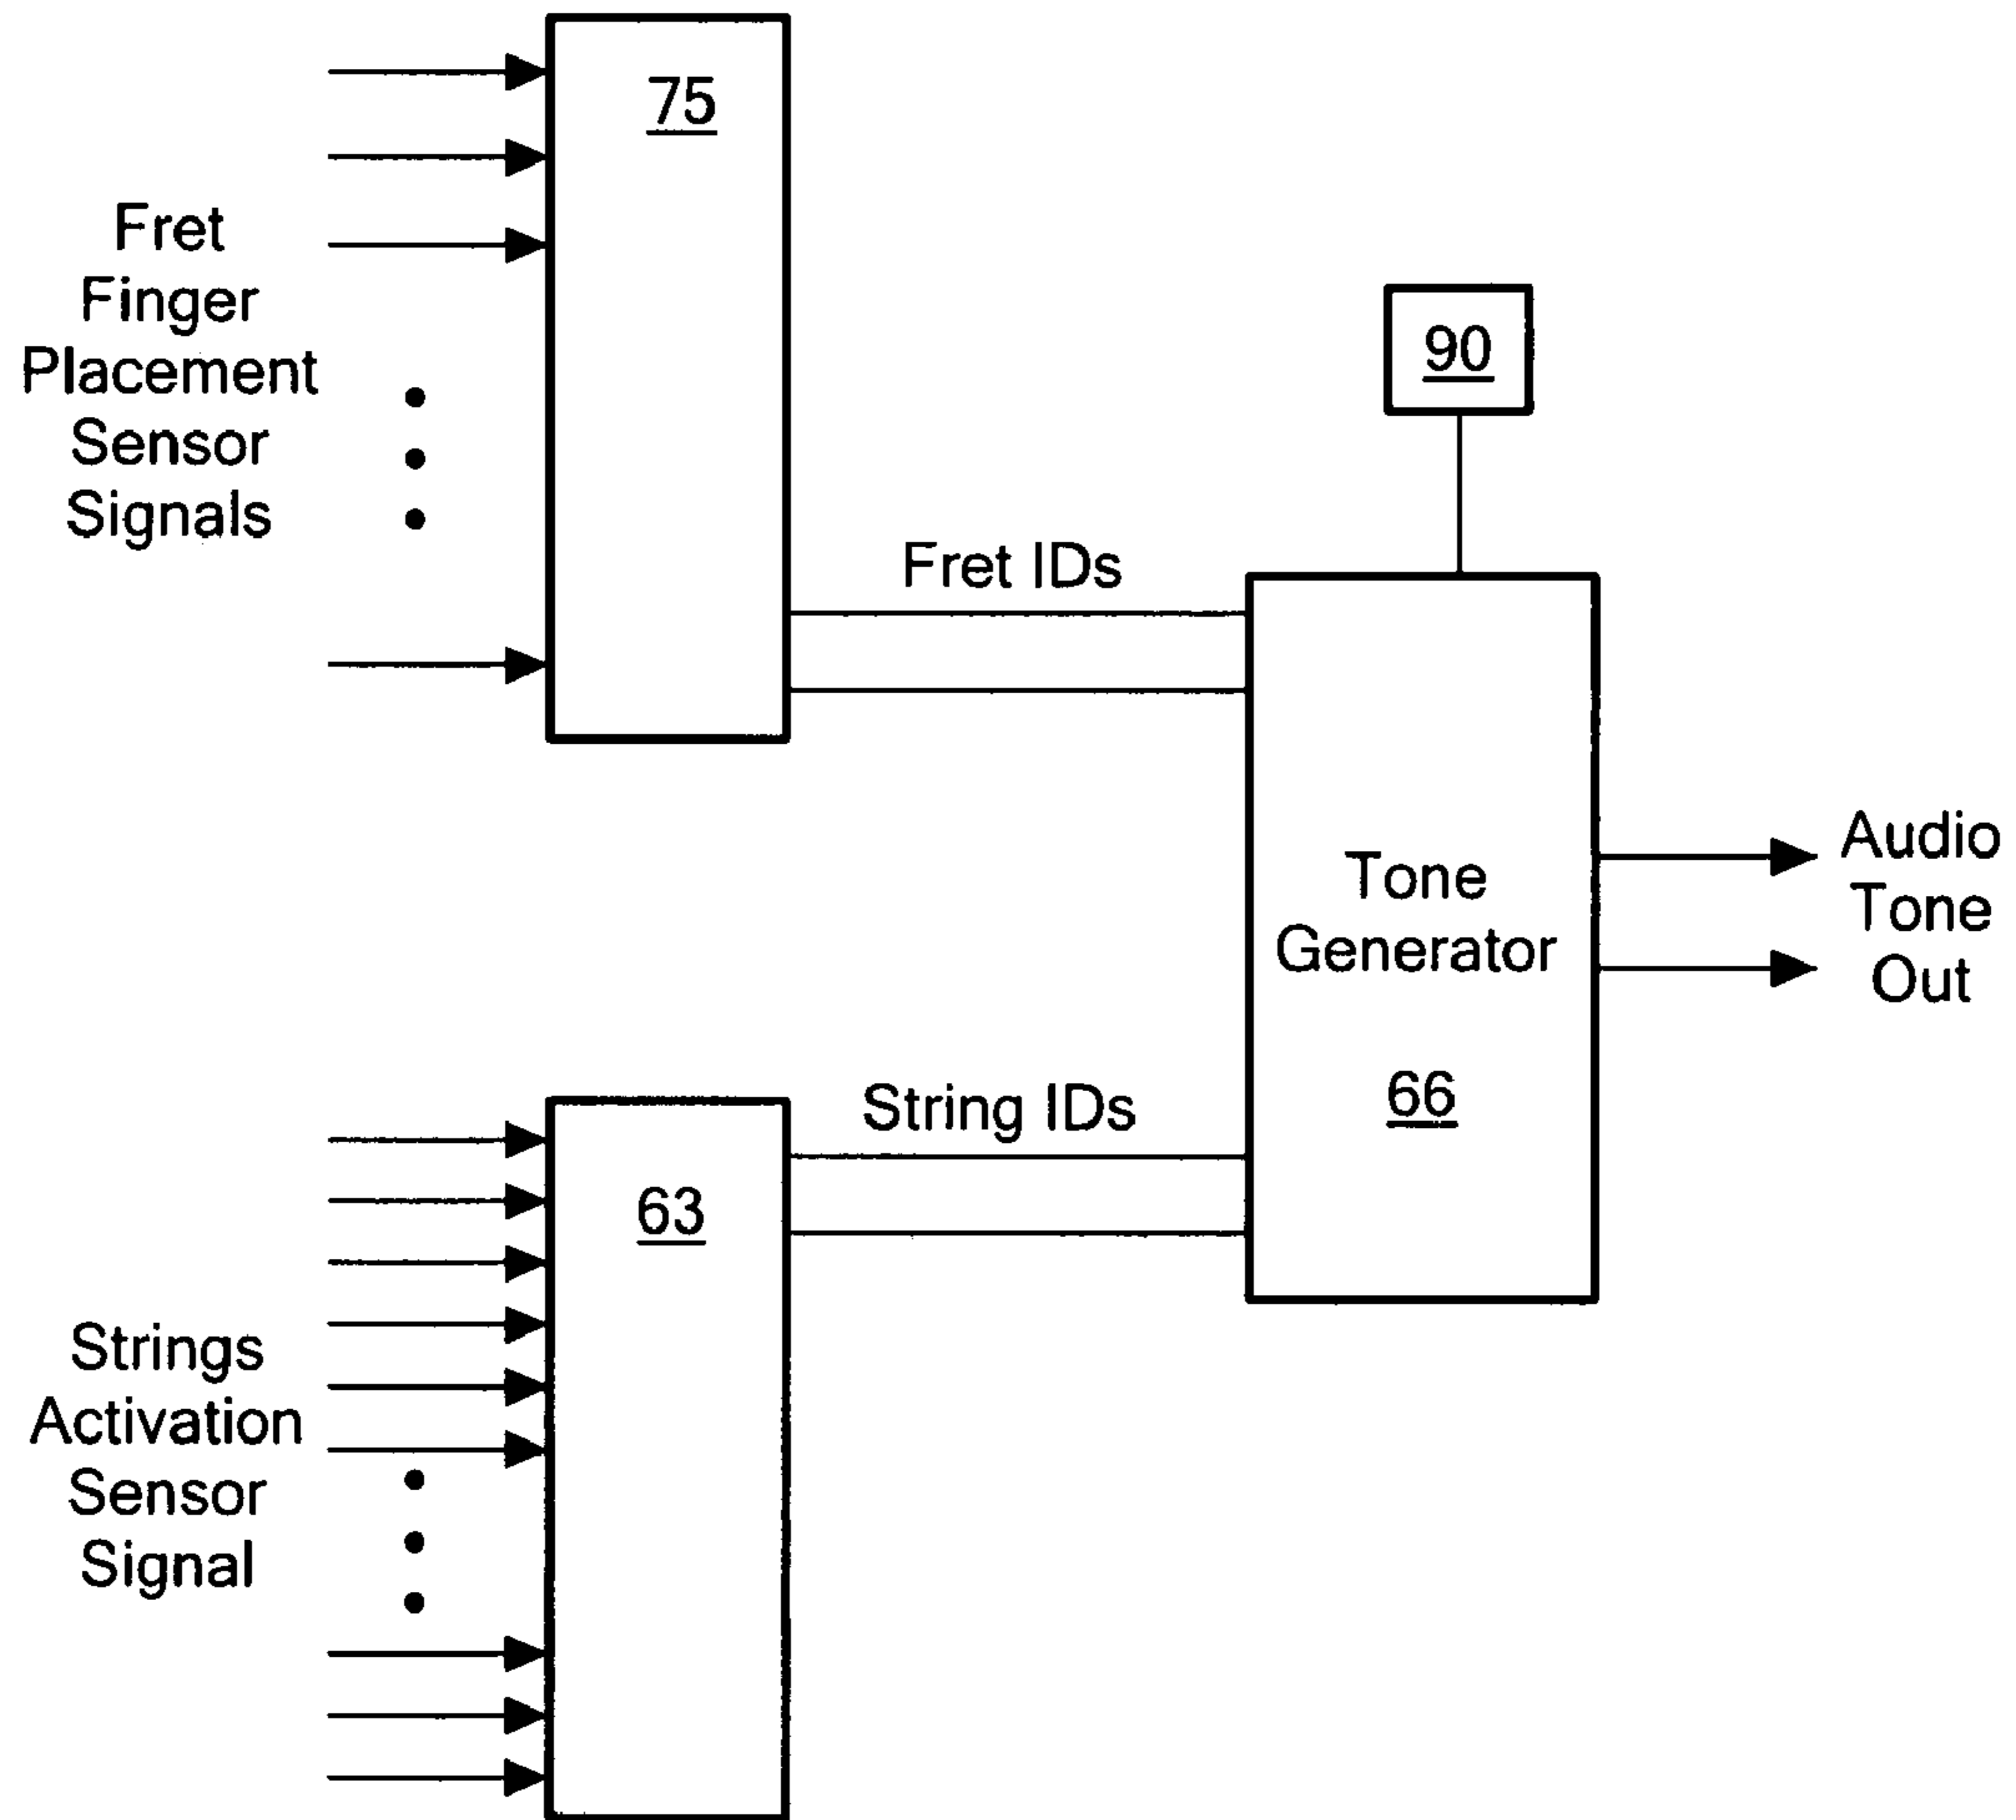 75
Fret
Finger
Placement
Sensor
Signals
90
Fret IDs
Tone
Generator
66
Audio
Tone
Out
String IDs
63
Strings
Activation
Sensor
Signal